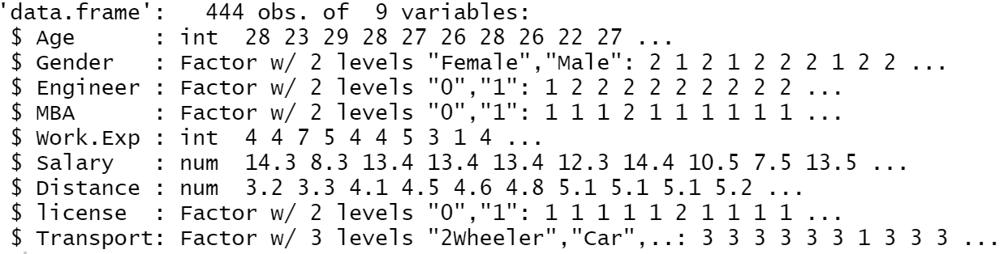 'data.frame':   444 obs. of  9 variables:
 $ Age      : int  28 23 29 28 27 26 28 26 22 27 ...
 $ Gender   : Factor w/ 2 levels "Female","Male": 2 1 2 1 2 2 2 1 2 2 ...
 $ Engineer : Factor w/ 2 levels "0","1": 1 2 2 2 2 2 2 2 2 2 ...
 $ MBA      : Factor w/ 2 levels "0","1": 1 1 1 2 1 1 1 1 1 1 ...
 $ Work.Exp : int  4 4 7 5 4 4 5 3 1 4 ...
 $ Salary   : num  14.3 8.3 13.4 13.4 13.4 12.3 14.4 10.5 7.5 13.5 ...
 $ Distance : num  3.2 3.3 4.1 4.5 4.6 4.8 5.1 5.1 5.1 5.2 ...
 $ license  : Factor w/ 2 levels "0","1": 1 1 1 1 1 2 1 1 1 1 ...
 $ Transport: Factor w/ 3 levels "2Wheeler","Car",..: 3 3 3 3 3 3 1 3 3 3 ...